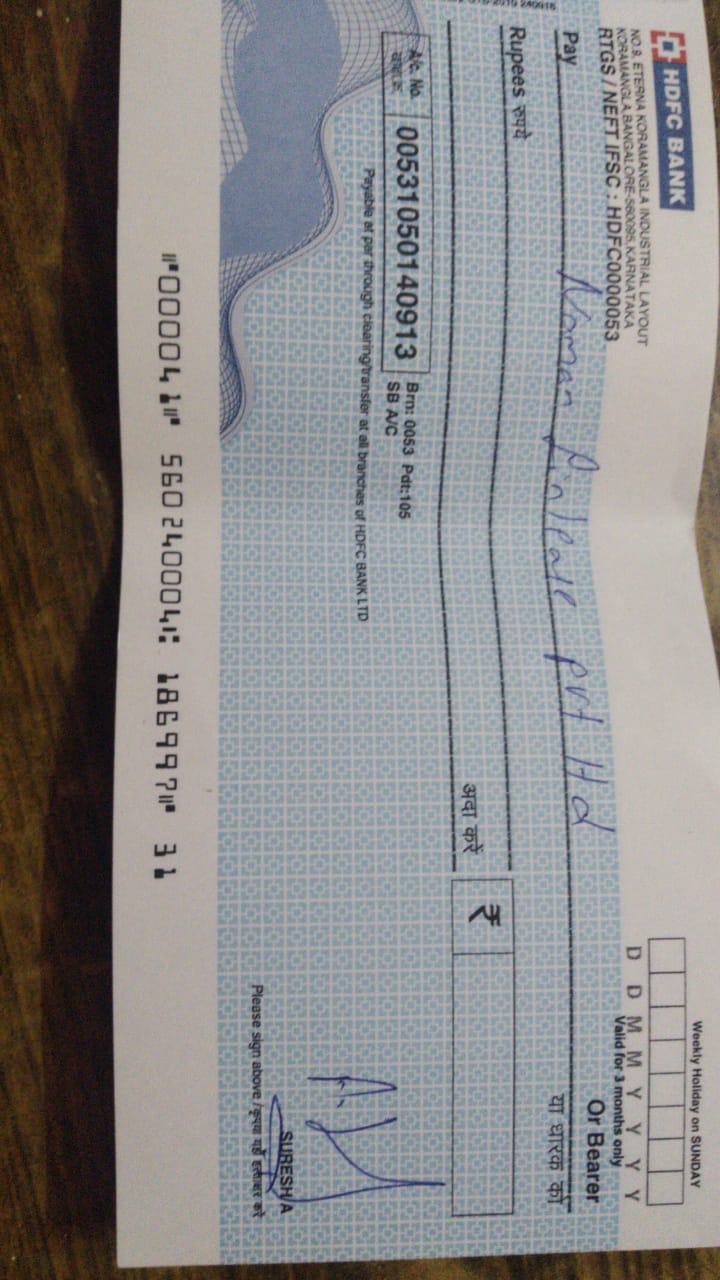 HDFC BANK
NO.9, ETERNA KORAMANGLA INDUSTRIAL LAYOUT
KORAMANGLA,BANGALORE-560095,KARNATAKA
RTGS / NEFT IFSC : HDFC0000053
Weekly Holiday on SUNDAY
D D M M Y Y Y Y
Valid for 3 months only
Pay Naman pvt ltd Or Bearer
या धारक को
Rupees रुपये
अदा करें ₹
A/c. No. 00531050140913 Brn: 0053 Pdt:105
SB A/C
Payable at par through clearing/transfer at all branches of HDFC BANK LTD
SURESH A
Please sign above / कृपया यहाँ हस्ताक्षर करें
⑈000041⑈ 560240004⑆ 186997⑈ 31